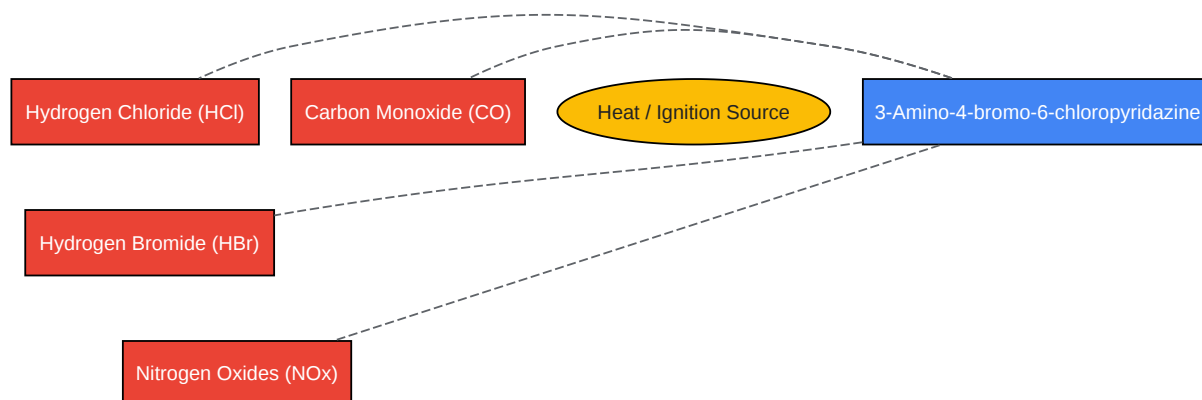 Hydrogen Chloride (HCl)
Carbon Monoxide (CO)
Heat / Ignition Source
3-Amino-4-bromo-6-chloropyridazine
Hydrogen Bromide (HBr)
Nitrogen Oxides (NOx)